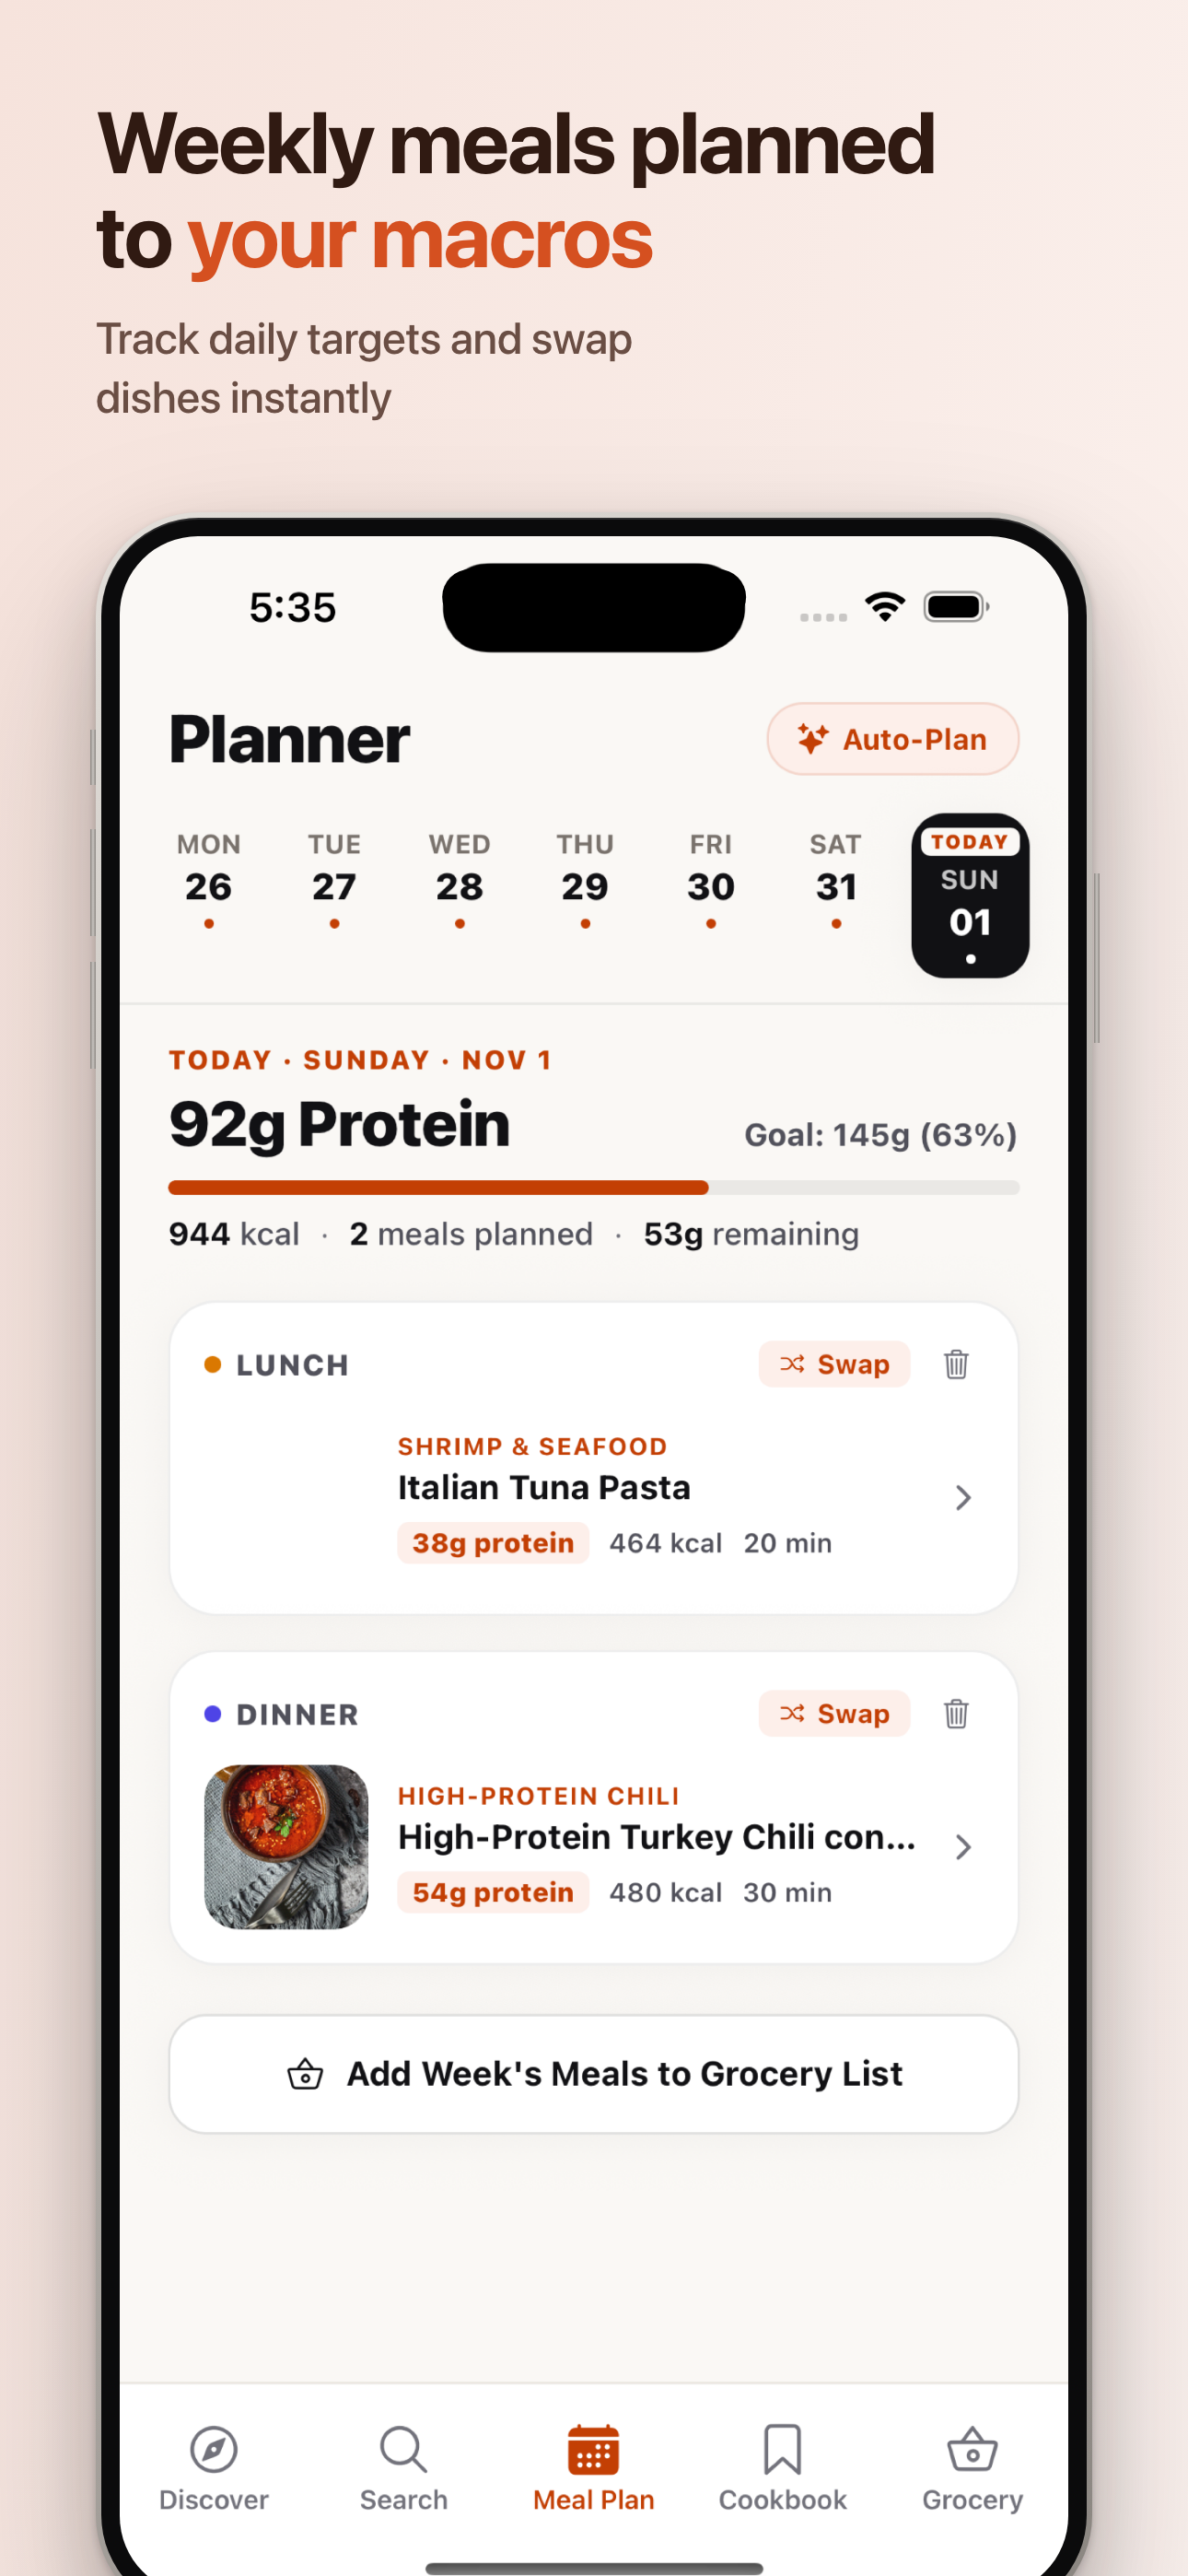 Weekly meals planned
to your macros
Track daily targets and swap
dishes instantly
5:35
Planner
Auto-Plan
MON TUE WED THU FRI SAT TODAY SUN
26 27 28 29 30 31 01
TODAY · SUNDAY · NOV 1
92g Protein
Goal: 145g (63%)
944 kcal · 2 meals planned · 53g remaining
LUNCH
Swap
SHRIMP & SEAFOOD
Italian Tuna Pasta
38g protein 464 kcal 20 min
DINNER
Swap
HIGH-PROTEIN CHILI
High-Protein Turkey Chili con...
54g protein 480 kcal 30 min
Add Week's Meals to Grocery List
Discover Search Meal Plan Cookbook Grocery